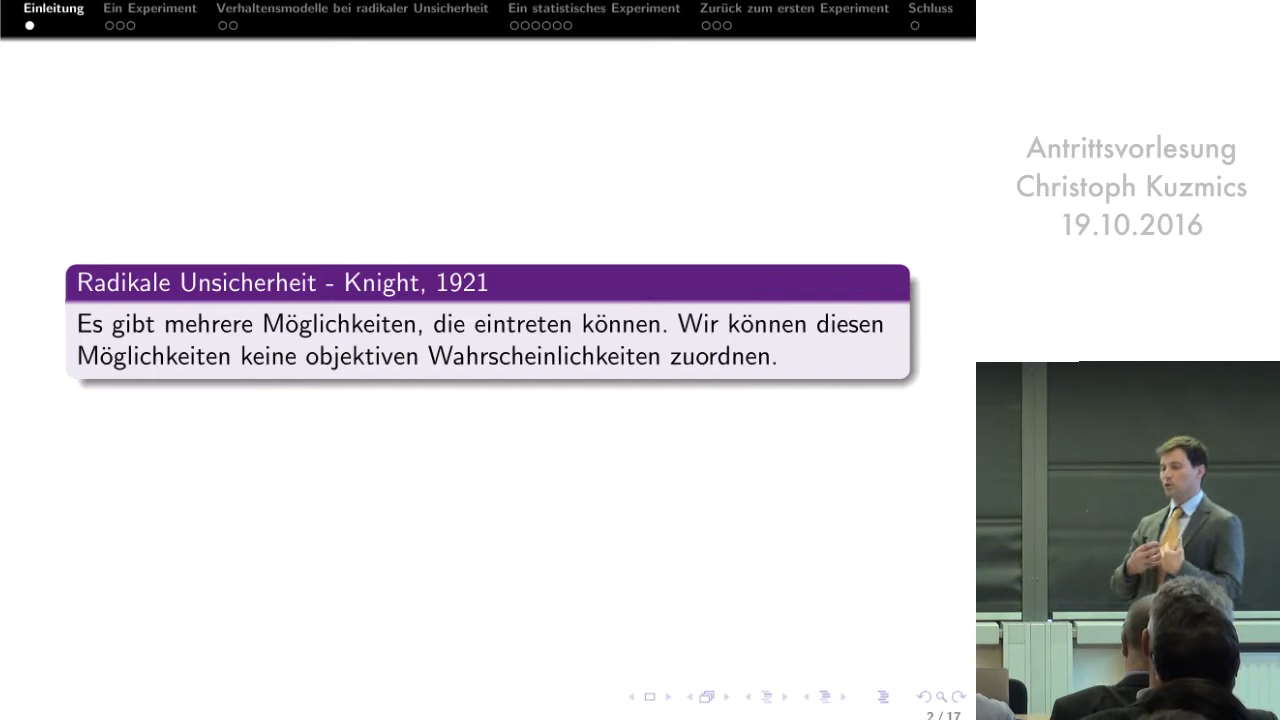 Einleitung Ein Experiment Verhaltensmodelle bei radikaler Unsicherheit Ein statistisches Experiment Zurück zum ersten Experiment Schluss
Radikale Unsicherheit - Knight, 1921
Es gibt mehrere Möglichkeiten, die eintreten können. Wir können diesen
Möglichkeiten keine objektiven Wahrscheinlichkeiten zuordnen.
2 / 17
Antrittsvorlesung
Christoph Kuzmics
19.10.2016